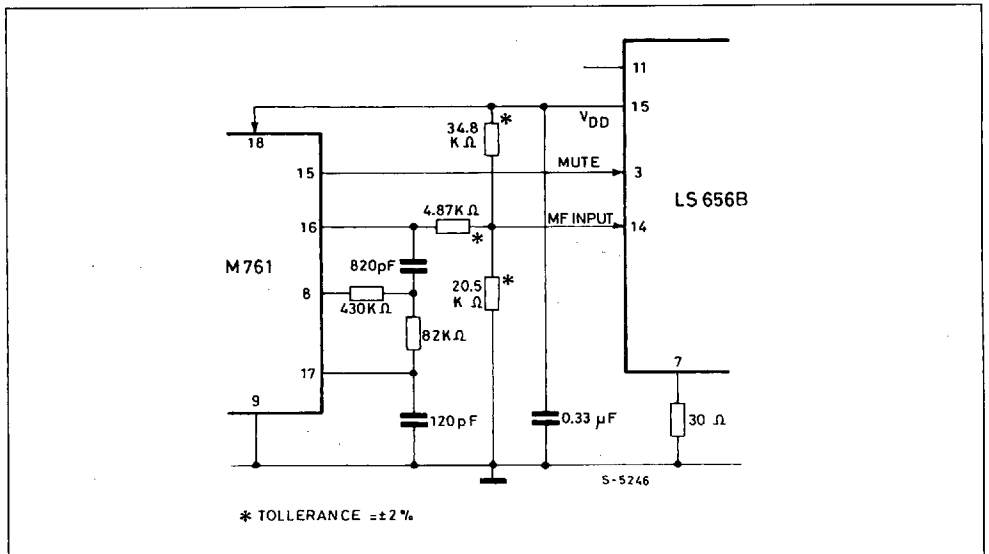 11
15
V DD
34.8 *
K Ω
18
15
MUTE
3
LS 656B
4.87K Ω
16
*
MF INPUT
14
M761
820pF
20.5 *
K Ω
8
430K Ω
82K Ω
17
7
9
120pF
0.33 µF
30 Ω
S-5246
* TOLLERANCE =±2%